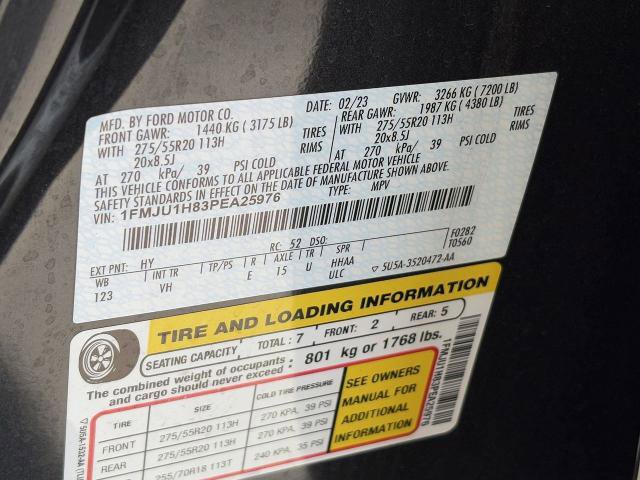 MFD. BY FORD MOTOR CO.
DATE: 02/23 GVWR: 3266 KG ( 7200 LB)
FRONT GAWR: 1440 KG ( 3175 LB) REAR GAWR: 1987 KG ( 4380 LB)
WITH 275/55R20 113H TIRES WITH 275/55R20 113H TIRES
20x8.5J RIMS 20x8.5J RIMS
AT 270 kPa/ 39 PSI COLD AT 270 kPa/ 39 PSI COLD
THIS VEHICLE CONFORMS TO ALL APPLICABLE FEDERAL MOTOR VEHICLE
SAFETY STANDARDS IN EFFECT ON THE DATE OF MANUFACTURE SHOWN ABOVE.
VIN: 1FMJU1H83PEA25976 TYPE: MPV
F0282
T0560
EXT PNT: HY RC: 52 DSO:
WB INT TR TP/PS R AXLE TR SPR
123 VH E 15 U HHAA
ULC
5U5A-3520472-AA
TIRE AND LOADING INFORMATION
SEATING CAPACITY TOTAL: 7 FRONT: 2 REAR: 5
The combined weight of occupants and cargo should never exceed: 801 kg or 1768 lbs.
TIRE SIZE COLD TIRE PRESSURE
FRONT 275/55R20 113H 270 KPA, 39 PSI
REAR 275/55R20 113H 270 KPA, 39 PSI
255/70R18 113T 240 KPA, 35 PSI
SEE OWNERS
MANUAL FOR
ADDITIONAL
INFORMATION
1FMJU1H83PEA25976